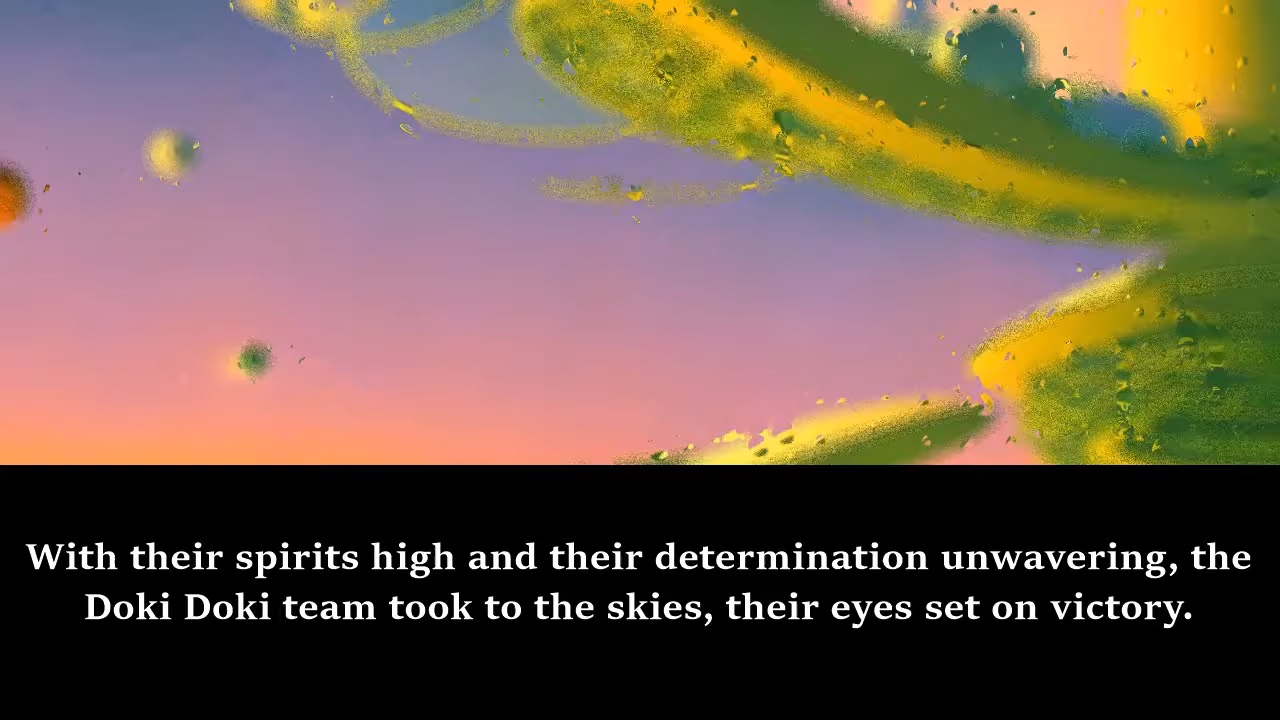 With their spirits high and their determination unwavering, the
Doki Doki team took to the skies, their eyes set on victory.